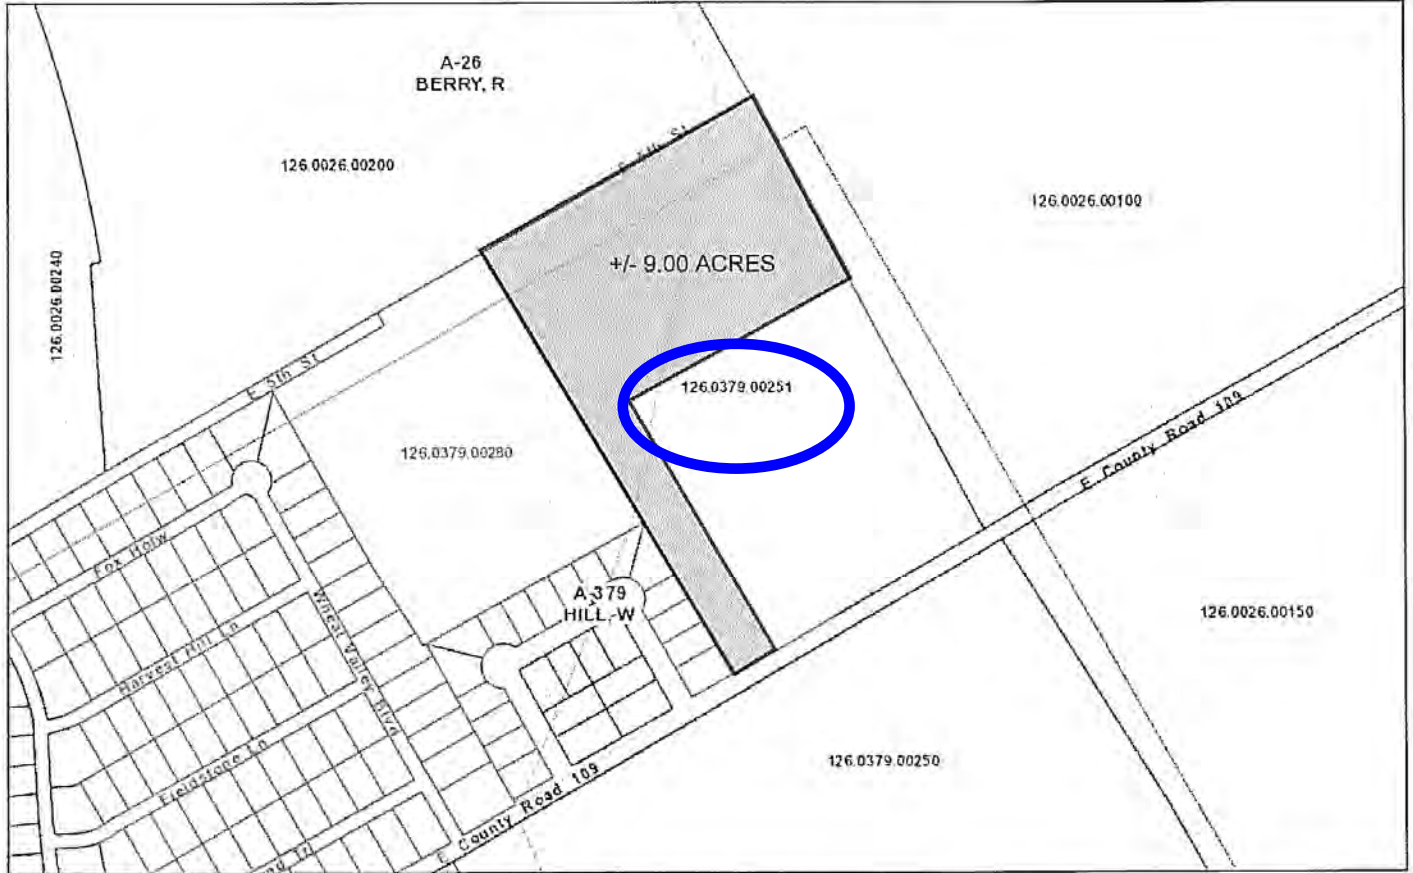 A-26
BERRY, R
126.0026.00200
E 5th St
126.0026.00100
126.0026.00240
+/- 9.00 ACRES
E 5th St
126.0379.00251
126.0379.00280
E County Road 109
Fox Holw
A-379
HILL, W
126.0026.00150
Wheat Valley Blvd
Harvest Hill Ln
Fieldstone Ln
126.0379.00250
E County Road 109